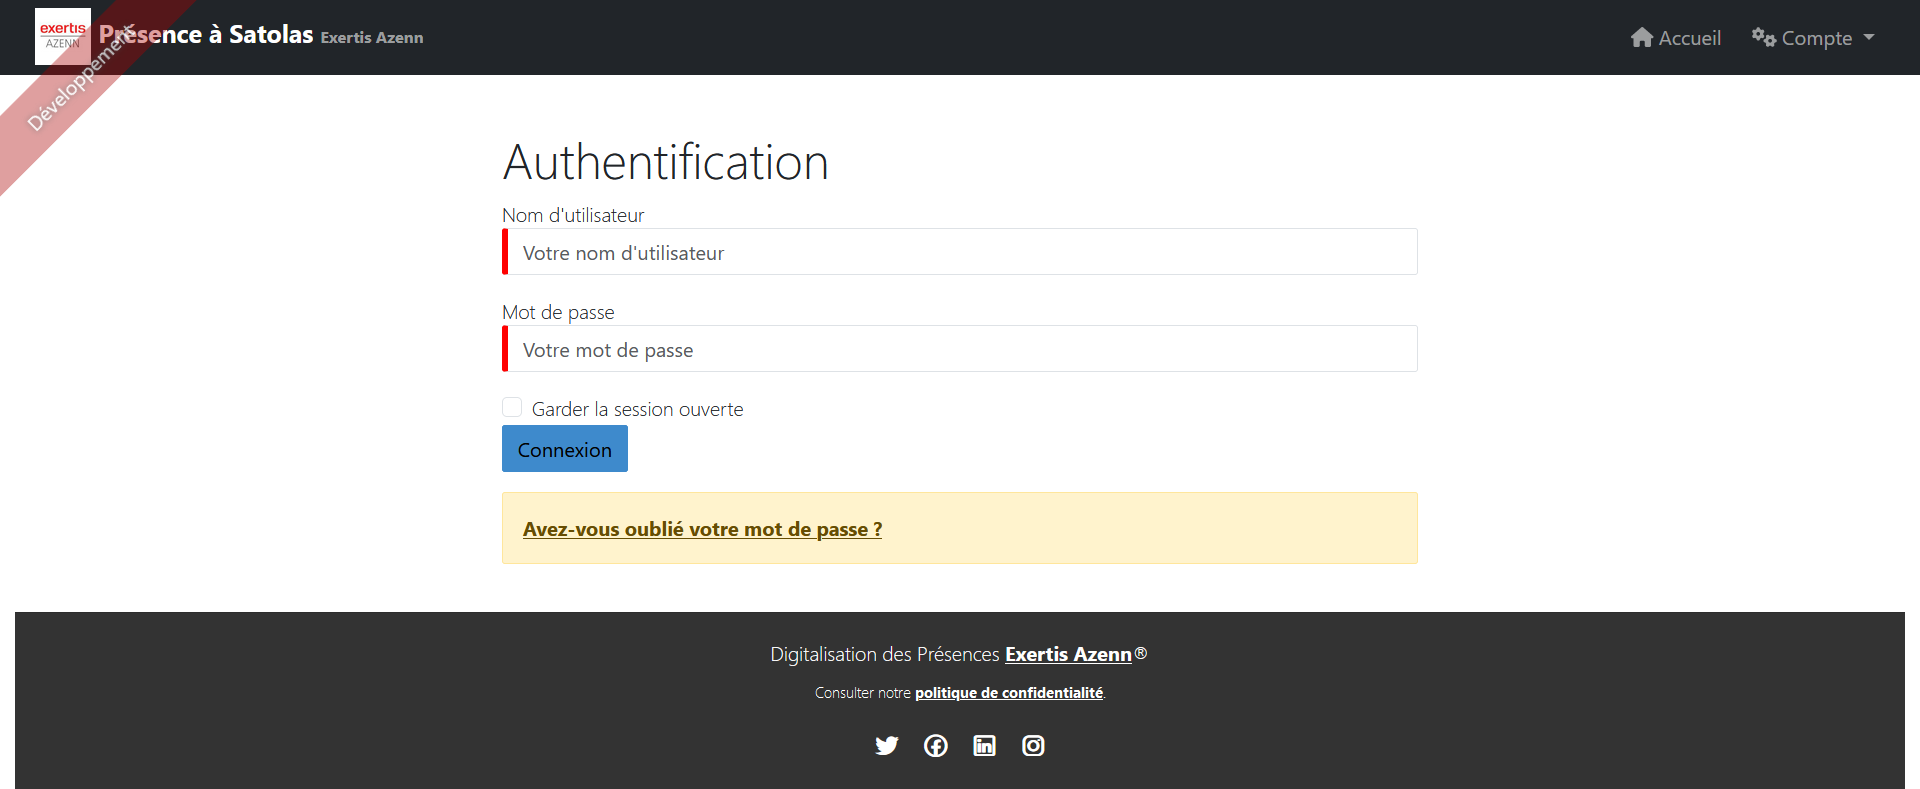 exertis
AZENN
Présence à Satolas Exertis Azenn
Accueil
Compte
Développement
Authentification
Nom d'utilisateur
Votre nom d'utilisateur
Mot de passe
Votre mot de passe
Garder la session ouverte
Connexion
Avez-vous oublié votre mot de passe ?
Digitalisation des Présences Exertis Azenn®
Consulter notre politique de confidentialité.